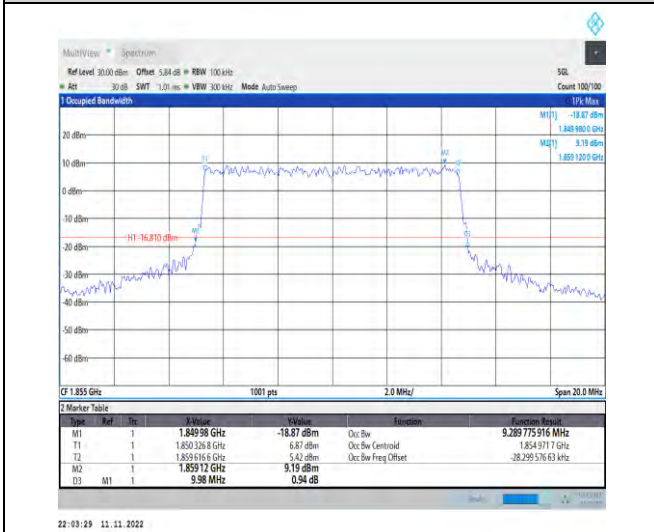 MultiView Spectrum
Ref Level 30.00 dBm Offset 5.84 dB RBW 100 kHz SGL
Att 30 dB SWT 1.01 ms VBW 300 kHz Mode Auto Sweep Count 100/100
1 Occupied Bandwidth 1Pk Max
M1[1] -18.87 dBm
1.849 980 0 GHz
M2[1] 9.19 dBm
1.859 120 0 GHz
20 dBm
10 dBm
0 dBm
-10 dBm
H1 -16.810 dBm
-20 dBm
-30 dBm
-40 dBm
-50 dBm
-60 dBm
T1
M2
T2
M1
D3
CF 1.855 GHz 1001 pts 2.0 MHz/ Span 20.0 MHz
2 Marker Table
Type Ref Trc X-Value Y-Value Function Function Result
M1 1 1.84998 GHz -18.87 dBm Occ Bw 9.289 775 916 MHz
T1 1 1.850 326 8 GHz 6.87 dBm Occ Bw Centroid 1.854 971 7 GHz
T2 1 1.859 616 6 GHz 5.42 dBm Occ Bw Freq Offset -28.299 576 63 kHz
M2 1 1.85912 GHz 9.19 dBm
D3 M1 1 9.98 MHz 0.94 dB
22:03:29 11.11.2022